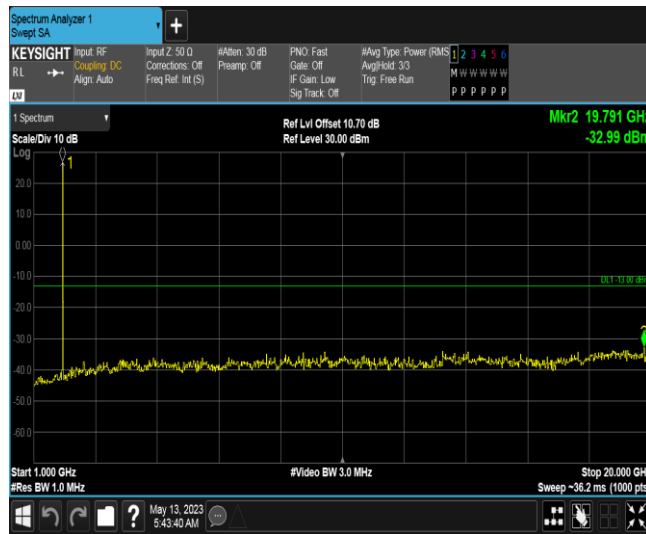 Spectrum Analyzer 1
Swept SA
+
KEYSIGHT
RL
LXI
Input: RF
Coupling: DC
Align: Auto
Input Z: 50 Ω
Corrections: Off
Freq Ref: Int (S)
#Atten: 30 dB
Preamp: Off
PNO: Fast
Gate: Off
IF Gain: Low
Sig Track: Off
#Avg Type: Power (RMS
Avg|Hold: 3/3
Trig: Free Run
1 2 3 4 5 6
M W W W W W
P P P P P P
1 Spectrum
Scale/Div 10 dB
Log
Ref Lvl Offset 10.70 dB
Ref Level 30.00 dBm
Mkr2 19.791 GH
-32.99 dBm
1
20.0
10.0
0.00
-10.0
DL1 -13.00 dB
-20.0
-30.0
-40.0
-50.0
-60.0
Start 1.000 GHz
#Res BW 1.0 MHz
#Video BW 3.0 MHz
Stop 20.000 GH
Sweep ~36.2 ms (1000 pts
?
May 13, 2023
5:43:40 AM